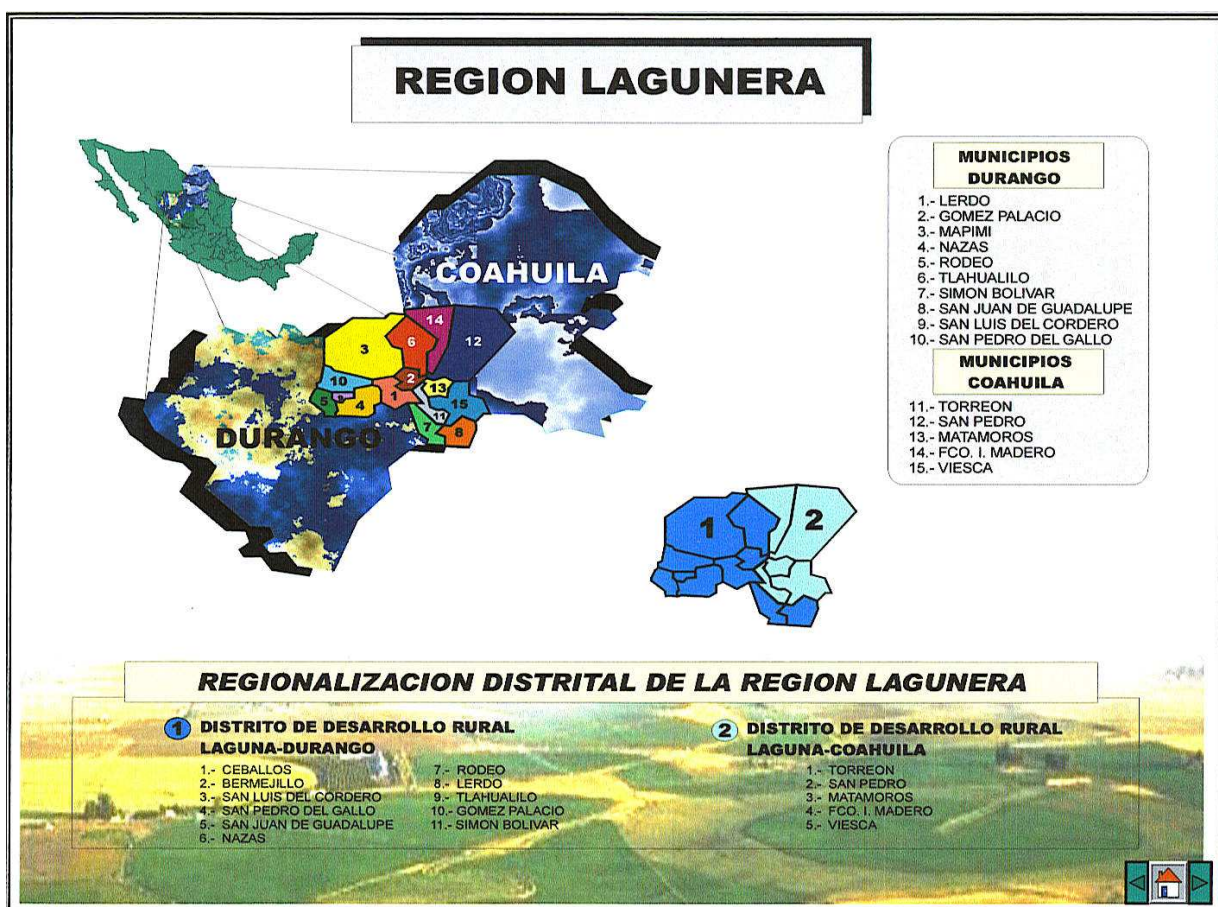 REGION LAGUNERA
COAHUILA
DURANGO
14
3
6
12
10
2
13
5
9
4
1
15
11
7
8
MUNICIPIOS
DURANGO
1.- LERDO
2.- GOMEZ PALACIO
3.- MAPIMI
4.- NAZAS
5.- RODEO
6.- TLAHUALILO
7.- SIMON BOLIVAR
8.- SAN JUAN DE GUADALUPE
9.- SAN LUIS DEL CORDERO
10.- SAN PEDRO DEL GALLO
MUNICIPIOS
COAHUILA
11.- TORREON
12.- SAN PEDRO
13.- MATAMOROS
14.- FCO. I. MADERO
15.- VIESCA
1
2
REGIONALIZACION DISTRITAL DE LA REGION LAGUNERA
1 DISTRITO DE DESARROLLO RURAL
LAGUNA-DURANGO
1.- CEBALLOS
2.- BERMEJILLO
3.- SAN LUIS DEL CORDERO
4.- SAN PEDRO DEL GALLO
5.- SAN JUAN DE GUADALUPE
6.- NAZAS
7.- RODEO
8.- LERDO
9.- TLAHUALILO
10.- GOMEZ PALACIO
11.- SIMON BOLIVAR
2 DISTRITO DE DESARROLLO RURAL
LAGUNA-COAHUILA
1.- TORREON
2.- SAN PEDRO
3.- MATAMOROS
4.- FCO. I. MADERO
5.- VIESCA